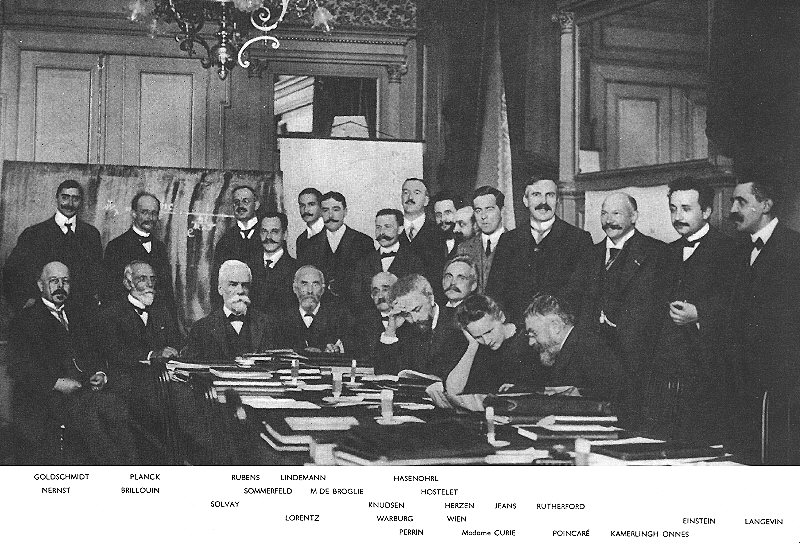 GOLDSCHMIDT PLANCK RUBENS LINDEMANN HASENOHRL
NERNST BRILLOUIN SOMMERFELD M DE BROGLIE HOSTELET
SOLVAY KNUDSEN HERZEN JEANS RUTHERFORD
LORENTZ WARBURG WIEN EINSTEIN LANGEVIN
PERRIN Madame CURIE POINCARÉ KAMERLINGH ONNES